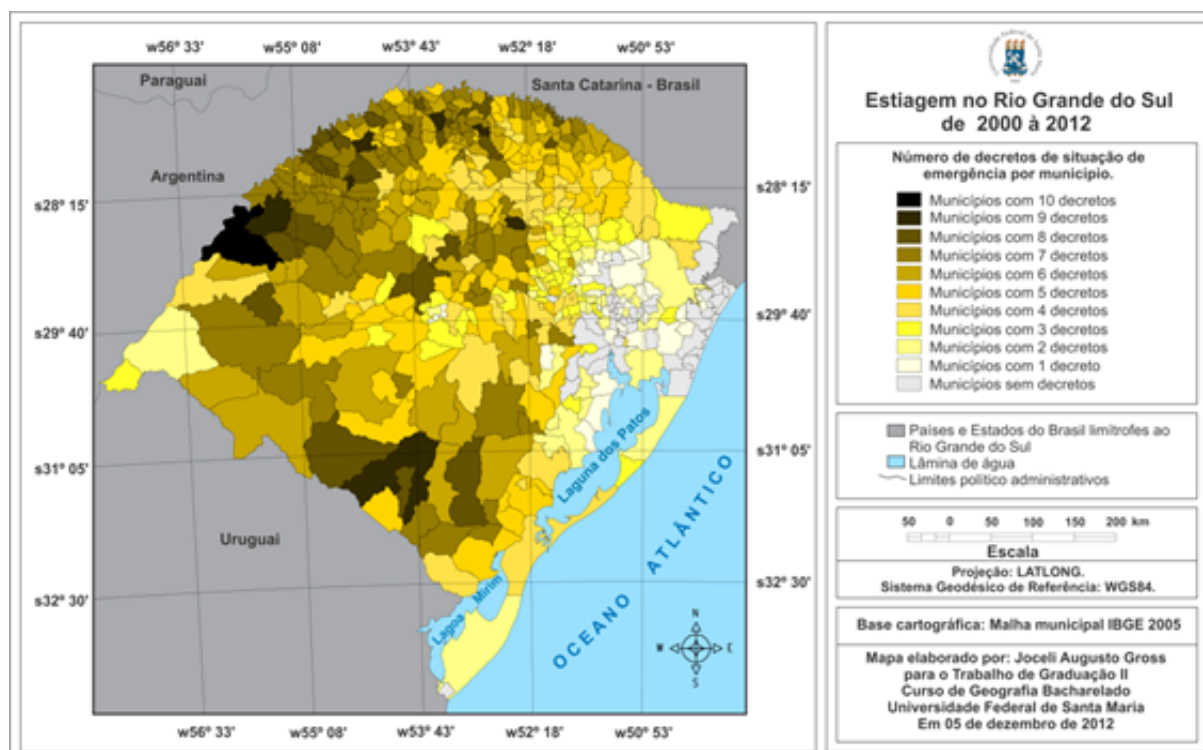 w56° 33' w55° 08' w53° 43' w52° 18' w50° 53'
Paraguai
Santa Catarina - Brasil
Argentina
s28° 15'
s28° 15'
s29° 40'
s29° 40'
s31° 05'
s31° 05'
s32° 30'
s32° 30'
Uruguai
Laguna dos Patos
Lagoa Mirim
OCEANO ATLÂNTICO
N
W E
S
w56° 33' w55° 08' w53° 43' w52° 18' w50° 53'
Estiagem no Rio Grande do Sul
de 2000 à 2012
Número de decretos de situação de
emergência por municipio.
Municípios com 10 decretos
Municípios com 9 decretos
Municípios com 8 decretos
Municípios com 7 decretos
Municípios com 6 decretos
Municípios com 5 decretos
Municípios com 4 decretos
Municípios com 3 decretos
Municípios com 2 decretos
Municípios com 1 decreto
Municípios sem decretos
Países e Estados do Brasil limítrofes ao
Rio Grande do Sul
Lâmina de água
Limites político administrativos
50 0 50 100 150 200 km
Escala
Projeção: LATLONG.
Sistema Geodésico de Referência: WGS84.
Base cartográfica: Malha municipal IBGE 2005
Mapa elaborado por: Joceli Augusto Gross
para o Trabalho de Graduação II
Curso de Geografia Bacharelado
Universidade Federal de Santa Maria
Em 05 de dezembro de 2012